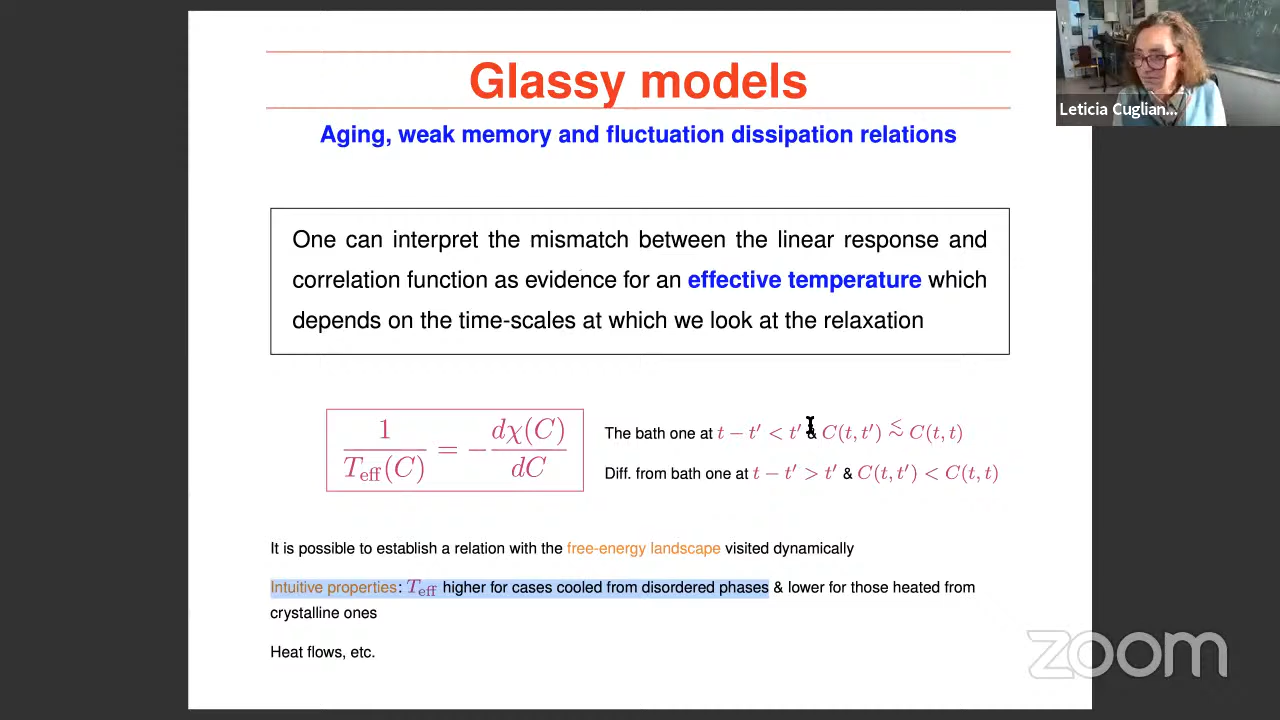 Glassy models
Leticia Cuglian...
Aging, weak memory and fluctuation dissipation relations
One can interpret the mismatch between the linear response and
correlation function as evidence for an effective temperature which
depends on the time-scales at which we look at the relaxation
1/T_eff(C) = −dχ(C)/dC
The bath one at t − t′ < t′ & C(t, t′) ≲ C(t, t)
Diff. from bath one at t − t′ > t′ & C(t, t′) < C(t, t)
It is possible to establish a relation with the free-energy landscape visited dynamically
Intuitive properties: T_eff higher for cases cooled from disordered phases & lower for those heated from
crystalline ones
Heat flows, etc.
zoom